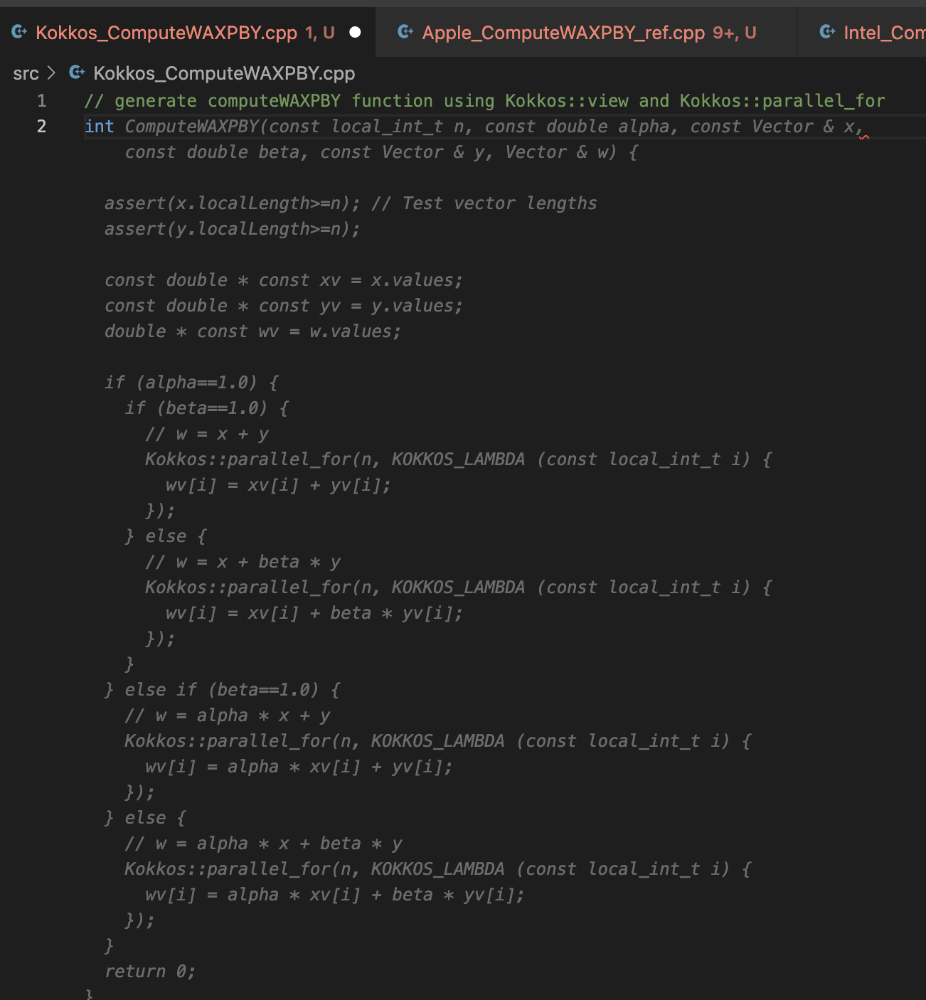 Kokkos_ComputeWAXPBY.cpp 1, U Apple_ComputeWAXPBY_ref.cpp 9+, U Intel_Com
src > Kokkos_ComputeWAXPBY.cpp
1 // generate computeWAXPBY function using Kokkos::view and Kokkos::parallel_for
2 int ComputeWAXPBY(const local_int_t n, const double alpha, const Vector & x,
const double beta, const Vector & y, Vector & w) {
assert(x.localLength>=n); // Test vector lengths
assert(y.localLength>=n);
const double * const xv = x.values;
const double * const yv = y.values;
double * const wv = w.values;
if (alpha==1.0) {
if (beta==1.0) {
// w = x + y
Kokkos::parallel_for(n, KOKKOS_LAMBDA (const local_int_t i) {
wv[i] = xv[i] + yv[i];
});
} else {
// w = x + beta * y
Kokkos::parallel_for(n, KOKKOS_LAMBDA (const local_int_t i) {
wv[i] = xv[i] + beta * yv[i];
});
}
} else if (beta==1.0) {
// w = alpha * x + y
Kokkos::parallel_for(n, KOKKOS_LAMBDA (const local_int_t i) {
wv[i] = alpha * xv[i] + yv[i];
});
} else {
// w = alpha * x + beta * y
Kokkos::parallel_for(n, KOKKOS_LAMBDA (const local_int_t i) {
wv[i] = alpha * xv[i] + beta * yv[i];
});
}
return 0;
}